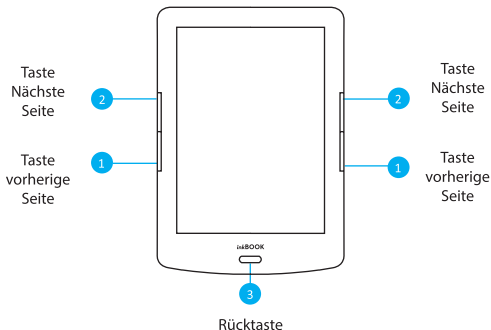 Taste
Nächste
Seite
2
Taste
vorherige
Seite
1
Taste
Nächste
Seite
2
Taste
vorherige
Seite
1
inkBOOK
3
Rücktaste